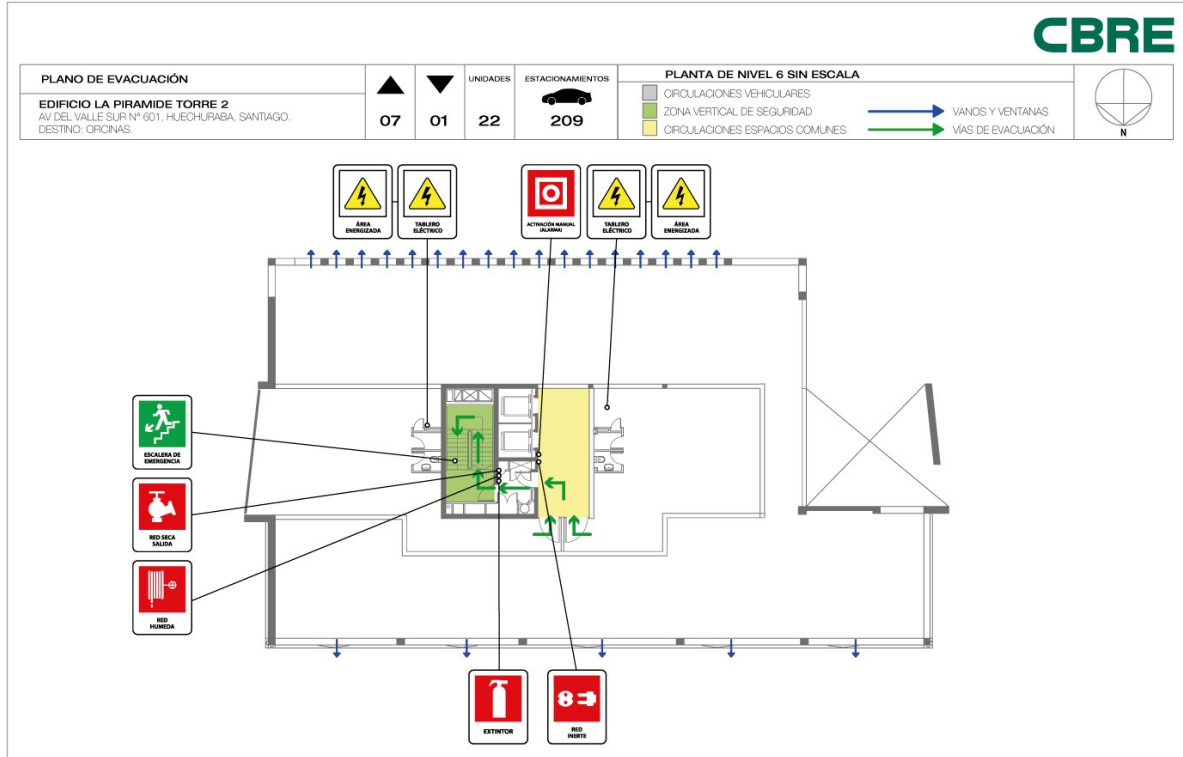 CBRE
PLANO DE EVACUACIÓN
EDIFICIO LA PIRAMIDE TORRE 2
AV DEL VALLE SUR Nº 601. HUECHURABA, SANTIAGO.
DESTINO: OFICINAS.
07
01
UNIDADES
22
ESTACIONAMIENTOS
209
PLANTA DE NIVEL 6 SIN ESCALA
CIRCULACIONES VEHICULARES
ZONA VERTICAL DE SEGURIDAD
CIRCULACIONES ESPACIOS COMUNES
VANOS Y VENTANAS
VÍAS DE EVACUACIÓN
N
ÁREA
ENERGIZADA
TABLERO
ELÉCTRICO
ACTIVACIÓN MANUAL
(ALARMA)
TABLERO
ELÉCTRICO
ÁREA
ENERGIZADA
ESCALERA DE
EMERGENCIA
RED SECA
SALIDA
RED
HUMEDA
EXTINTOR
RED
INERTE